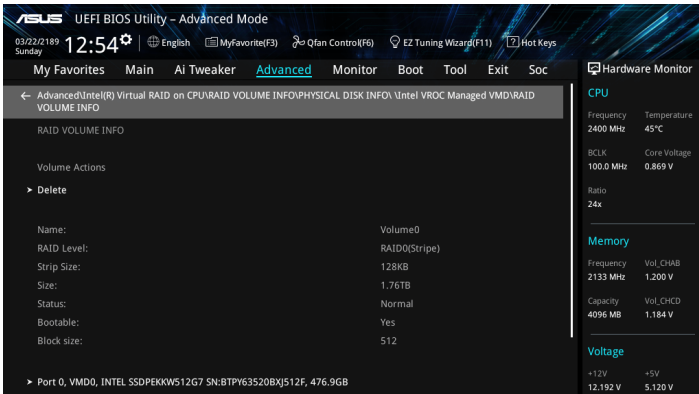 ASUS UEFI BIOS Utility – Advanced Mode
03/22/2189
Sunday
12:54 English MyFavorite(F3) Qfan Control(F6) EZ Tuning Wizard(F11) ? Hot Keys
My Favorites Main Ai Tweaker Advanced Monitor Boot Tool Exit Soc
Hardware Monitor
← Advanced\Intel(R) Virtual RAID on CPU\RAID VOLUME INFO\PHYSICAL DISK INFO\ \Intel VROC Managed VMD\RAID
VOLUME INFO
RAID VOLUME INFO
Volume Actions
> Delete
Name: Volume0
RAID Level: RAID0(Stripe)
Strip Size: 128KB
Size: 1.76TB
Status: Normal
Bootable: Yes
Block size: 512
> Port 0, VMD0, INTEL SSDPEKKW512G7 SN:BTPY63520BXJ512F, 476.9GB
CPU
Frequency Temperature
2400 MHz 45°C
BCLK Core Voltage
100.0 MHz 0.869 V
Ratio
24x
Memory
Frequency Vol_CHAB
2133 MHz 1.200 V
Capacity Vol_CHCD
4096 MB 1.184 V
Voltage
+12V +5V
12.192 V 5.120 V